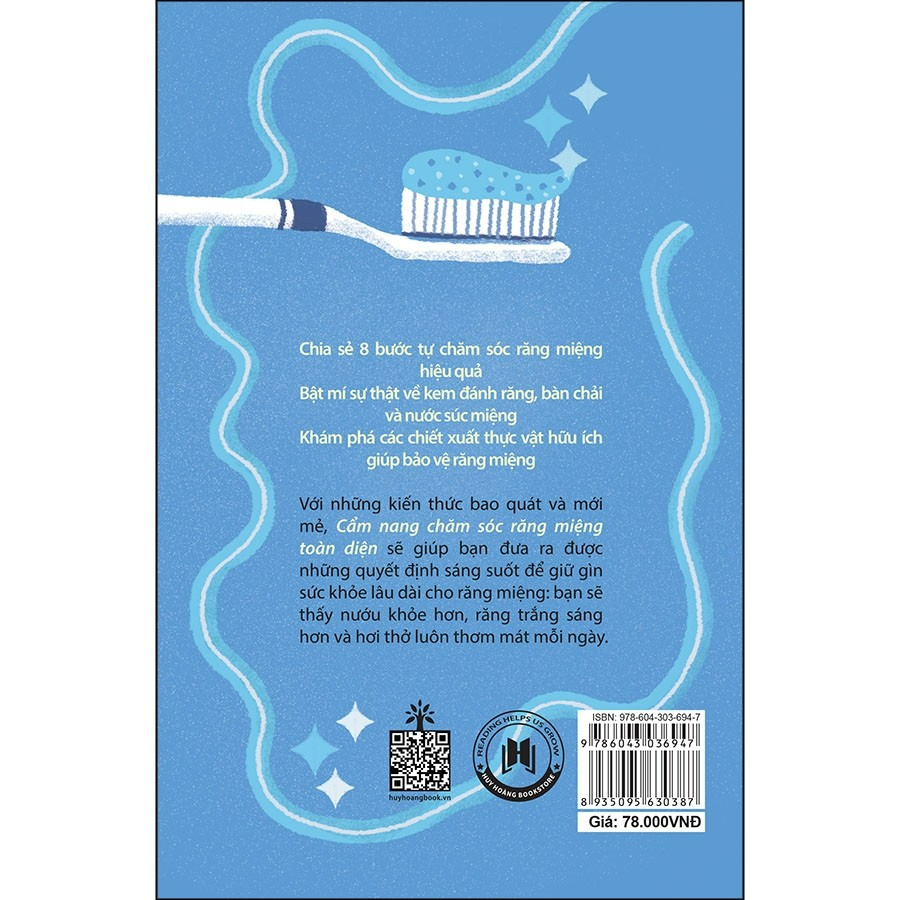 Chia sẻ 8 bước tự chăm sóc răng miệng
hiệu quả
Bật mí sự thật về kem đánh răng, bàn chải
và nước súc miệng
Khám phá các chiết xuất thực vật hữu ích
giúp bảo vệ răng miệng
Với những kiến thức bao quát và mới
mẻ, Cẩm nang chăm sóc răng miệng
toàn diện sẽ giúp bạn đưa ra được
những quyết định sáng suốt để giữ gìn
sức khỏe lâu dài cho răng miệng: bạn sẽ
thấy nướu khỏe hơn, răng trắng sáng
hơn và hơi thở luôn thơm mát mỗi ngày.
huyhoangbook.vn
READING HELPS US GROW
HUY HOÀNG BOOKSTORE
ISBN: 978-604-303-694-7
9 786043 036947
8 935095 630387
Giá: 78.000VNĐ